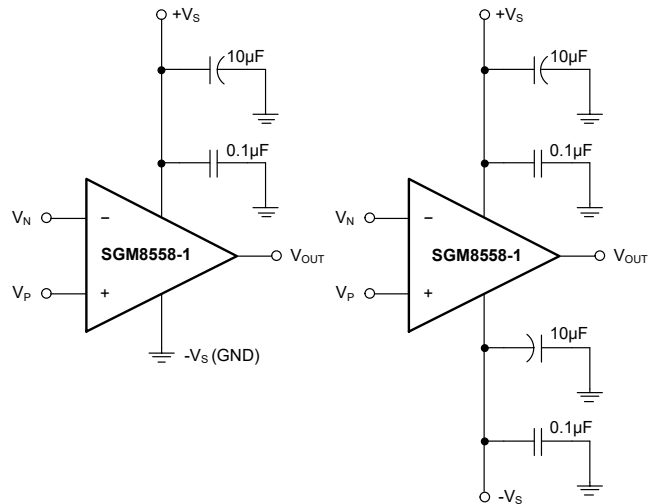 +VS
10µF
0.1µF
VN
−
SGM8558-1
VOUT
VP
+
-VS (GND)
+VS
10µF
0.1µF
VN
−
SGM8558-1
VOUT
VP
+
10µF
0.1µF
-VS